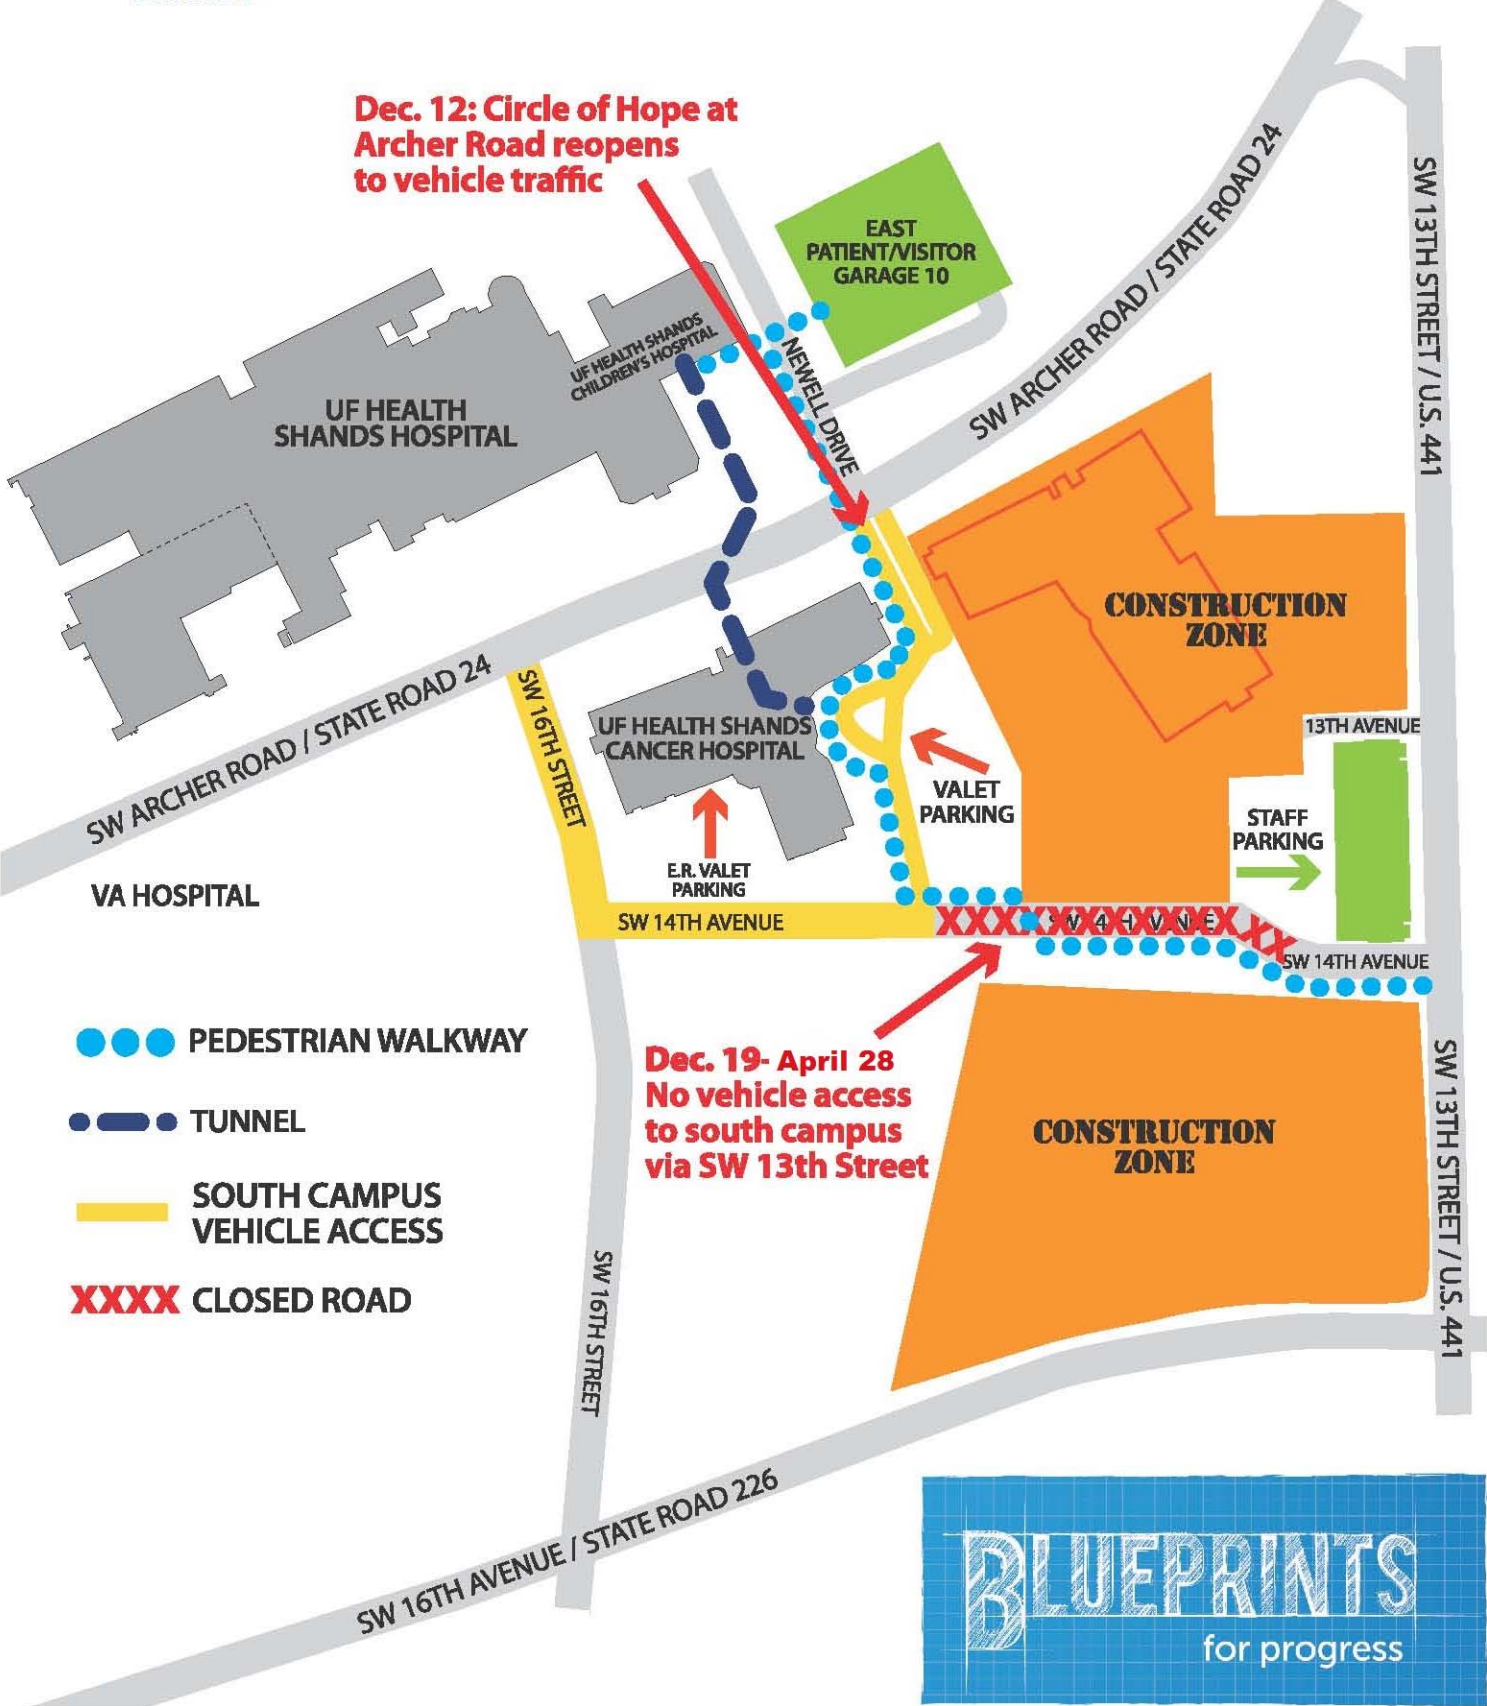 Dec. 12: Circle of Hope at
Archer Road reopens
to vehicle traffic
EAST
PATIENT/VISITOR
GARAGE 10
SW ARCHER ROAD / STATE ROAD 24
SW 13TH STREET / U.S. 441
UF HEALTH SHANDS
CHILDREN'S HOSPITAL
NEWELL DRIVE
UF HEALTH
SHANDS HOSPITAL
CONSTRUCTION
ZONE
SW ARCHER ROAD / STATE ROAD 24
SW 16TH STREET
UF HEALTH SHANDS
CANCER HOSPITAL
13TH AVENUE
VALET
PARKING
STAFF
PARKING
E.R. VALET
PARKING
VA HOSPITAL
SW 14TH AVENUE
XXXXXXXXXXXXXX
SW 14TH AVENUE
SW 14TH AVENUE
PEDESTRIAN WALKWAY
TUNNEL
SOUTH CAMPUS
VEHICLE ACCESS
XXXX CLOSED ROAD
Dec. 19- April 28
No vehicle access
to south campus
via SW 13th Street
CONSTRUCTION
ZONE
SW 13TH STREET / U.S. 441
SW 16TH STREET
SW 16TH AVENUE / STATE ROAD 226
BLUEPRINTS
for progress